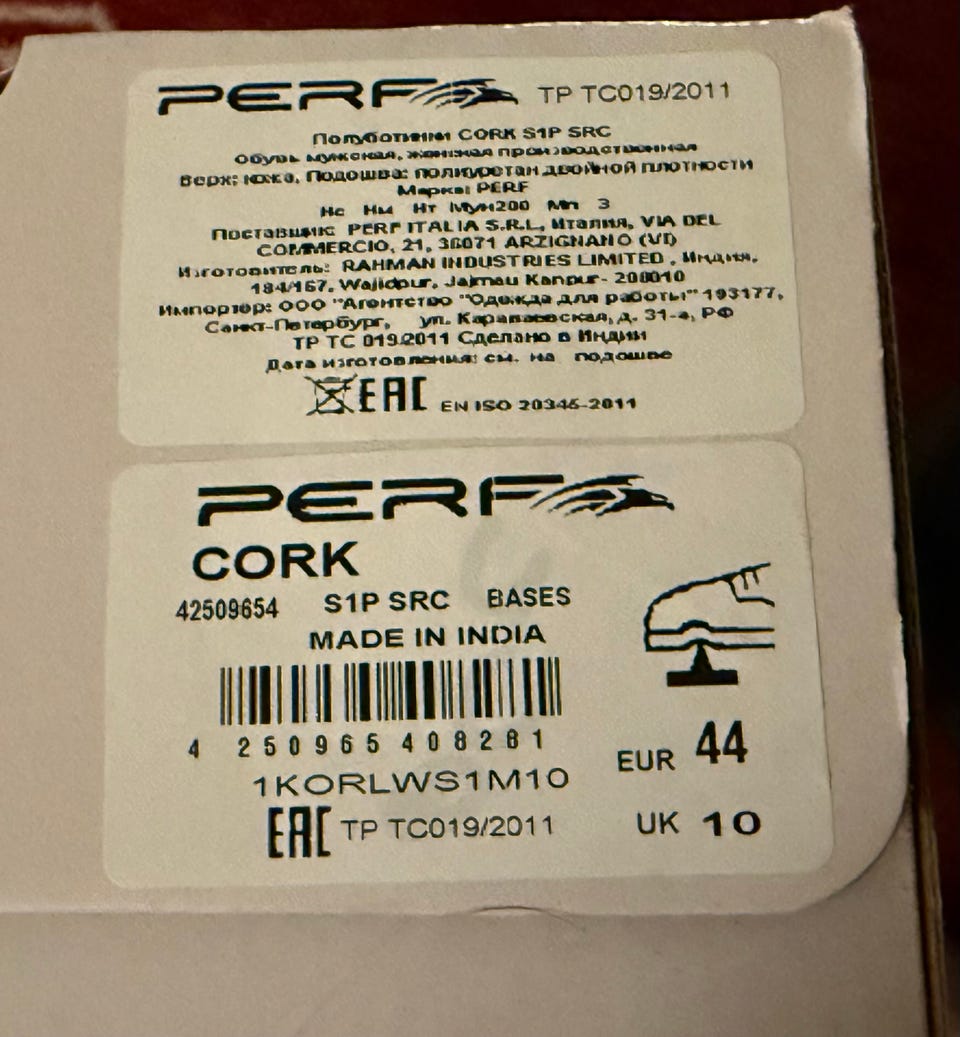 PERF TP TC019/2011
Полуботинки CORK S1P SRC
Обувь мужская, женская производственная
Верх: кожа. Подошва: полиуретан двойной плотности
Марка: PERF
Нс Нм Нт Мун200 Мп 3
Поставщик: PERF ITALIA S.R.L, Италия, VIA DEL
COMMERCIO, 21, 36071 ARZIGNANO (VI)
Изготовитель: RAHMAN INDUSTRIES LIMITED , Индия,
184/167, Wajidpur, Jajmau Kanpur- 208010
Импортёр: ООО "Агентство "Одежда для работы" 193177,
Санкт-Петербург, ул. Караваевская, д. 31-а, РФ
ТР ТС 019/2011 Сделано в Индии
Дата изготовления: см. на подошве
EAC EN ISO 20345-2011
PERF
CORK
42509654 S1P SRC BASES
MADE IN INDIA
4 250965 408281
1KORLWS1M10
EUR 44
EAC TP TC019/2011
UK 10